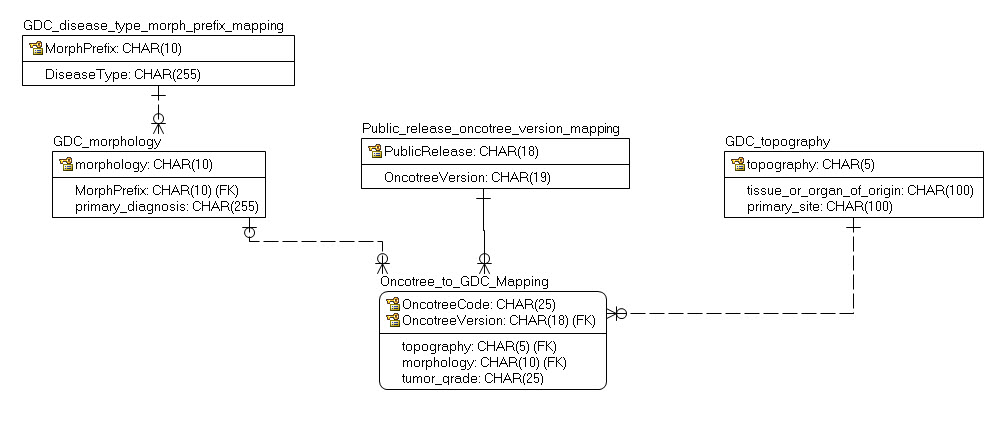 GDC_disease_type_morph_prefix_mapping
MorphPrefix: CHAR(10)
DiseaseType: CHAR(255)
GDC_morphology
morphology: CHAR(10)
MorphPrefix: CHAR(10) (FK)
primary_diagnosis: CHAR(255)
Public_release_oncotree_version_mapping
PublicRelease: CHAR(18)
OncotreeVersion: CHAR(19)
GDC_topography
topography: CHAR(5)
tissue_or_organ_of_origin: CHAR(100)
primary_site: CHAR(100)
Oncotree_to_GDC_Mapping
OncotreeCode: CHAR(25)
OncotreeVersion: CHAR(18) (FK)
topography: CHAR(5) (FK)
morphology: CHAR(10) (FK)
tumor_grade: CHAR(25)